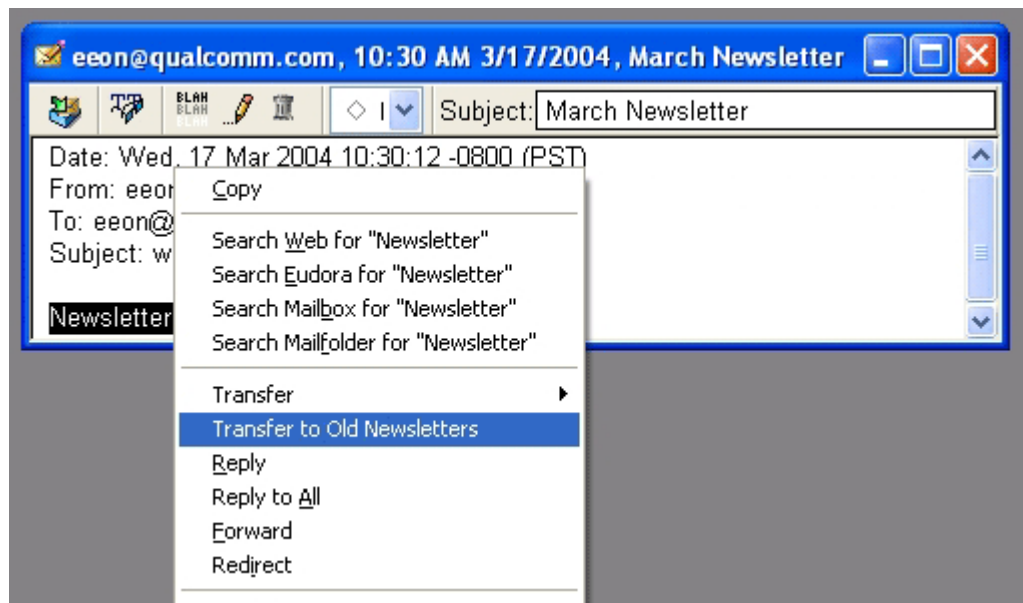 eeon@qualcomm.com, 10:30 AM 3/17/2004, March Newsletter
BLAH
BLAH
BLAH
Subject: March Newsletter
Date: Wed, 17 Mar 2004 10:30:12 -0800 (PST)
From:
To: eeon@
Subject:
Newsletter
Copy
Search Web for "Newsletter"
Search Eudora for "Newsletter"
Search Mailbox for "Newsletter"
Search Mailfolder for "Newsletter"
Transfer
Transfer to Old Newsletters
Reply
Reply to All
Forward
Redirect